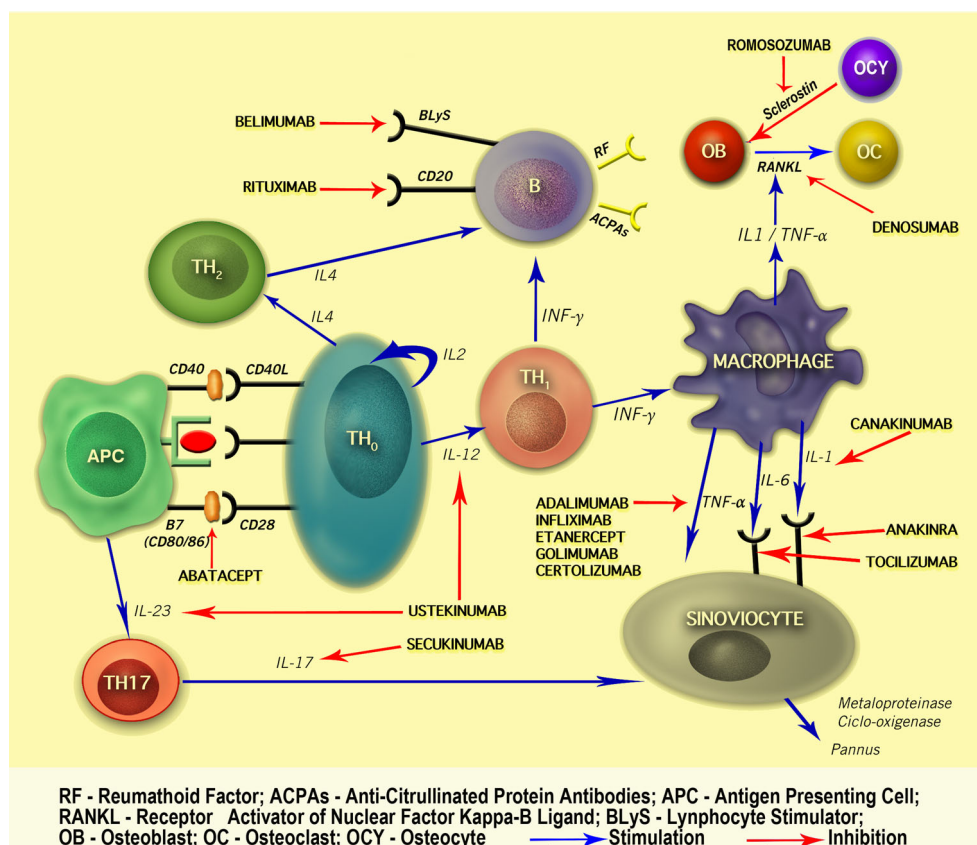 ROMOSOZUMAB
OCY
Sclerostin
OB
OC
RANKL
DENOSUMAB
IL1 / TNF-α
BELIMUMAB
BLyS
RITUXIMAB
CD20
B
RF
ACPAs
TH2
IL4
IL4
INF-γ
MACROPHAGE
CD40
CD40L
IL2
TH1
INF-γ
APC
TH0
IL-12
CANAKINUMAB
IL-1
IL-6
TNF-α
B7
(CD80/86)
CD28
ABATACEPT
ADALIMUMAB
INFLIXIMAB
ETANERCEPT
GOLIMUMAB
CERTOLIZUMAB
ANAKINRA
TOCILIZUMAB
IL-23
USTEKINUMAB
SINOVIOCYTE
SECUKINUMAB
IL-17
TH17
Metaloproteinase
Ciclo-oxigenase
Pannus
RF - Reumathoid Factor; ACPAs - Anti-Citrullinated Protein Antibodies; APC - Antigen Presenting Cell;
RANKL - Receptor Activator of Nuclear Factor Kappa-B Ligand; BLyS - Lynphocyte Stimulator;
OB - Osteoblast; OC - Osteoclast; OCY - Osteocyte Stimulation Inhibition